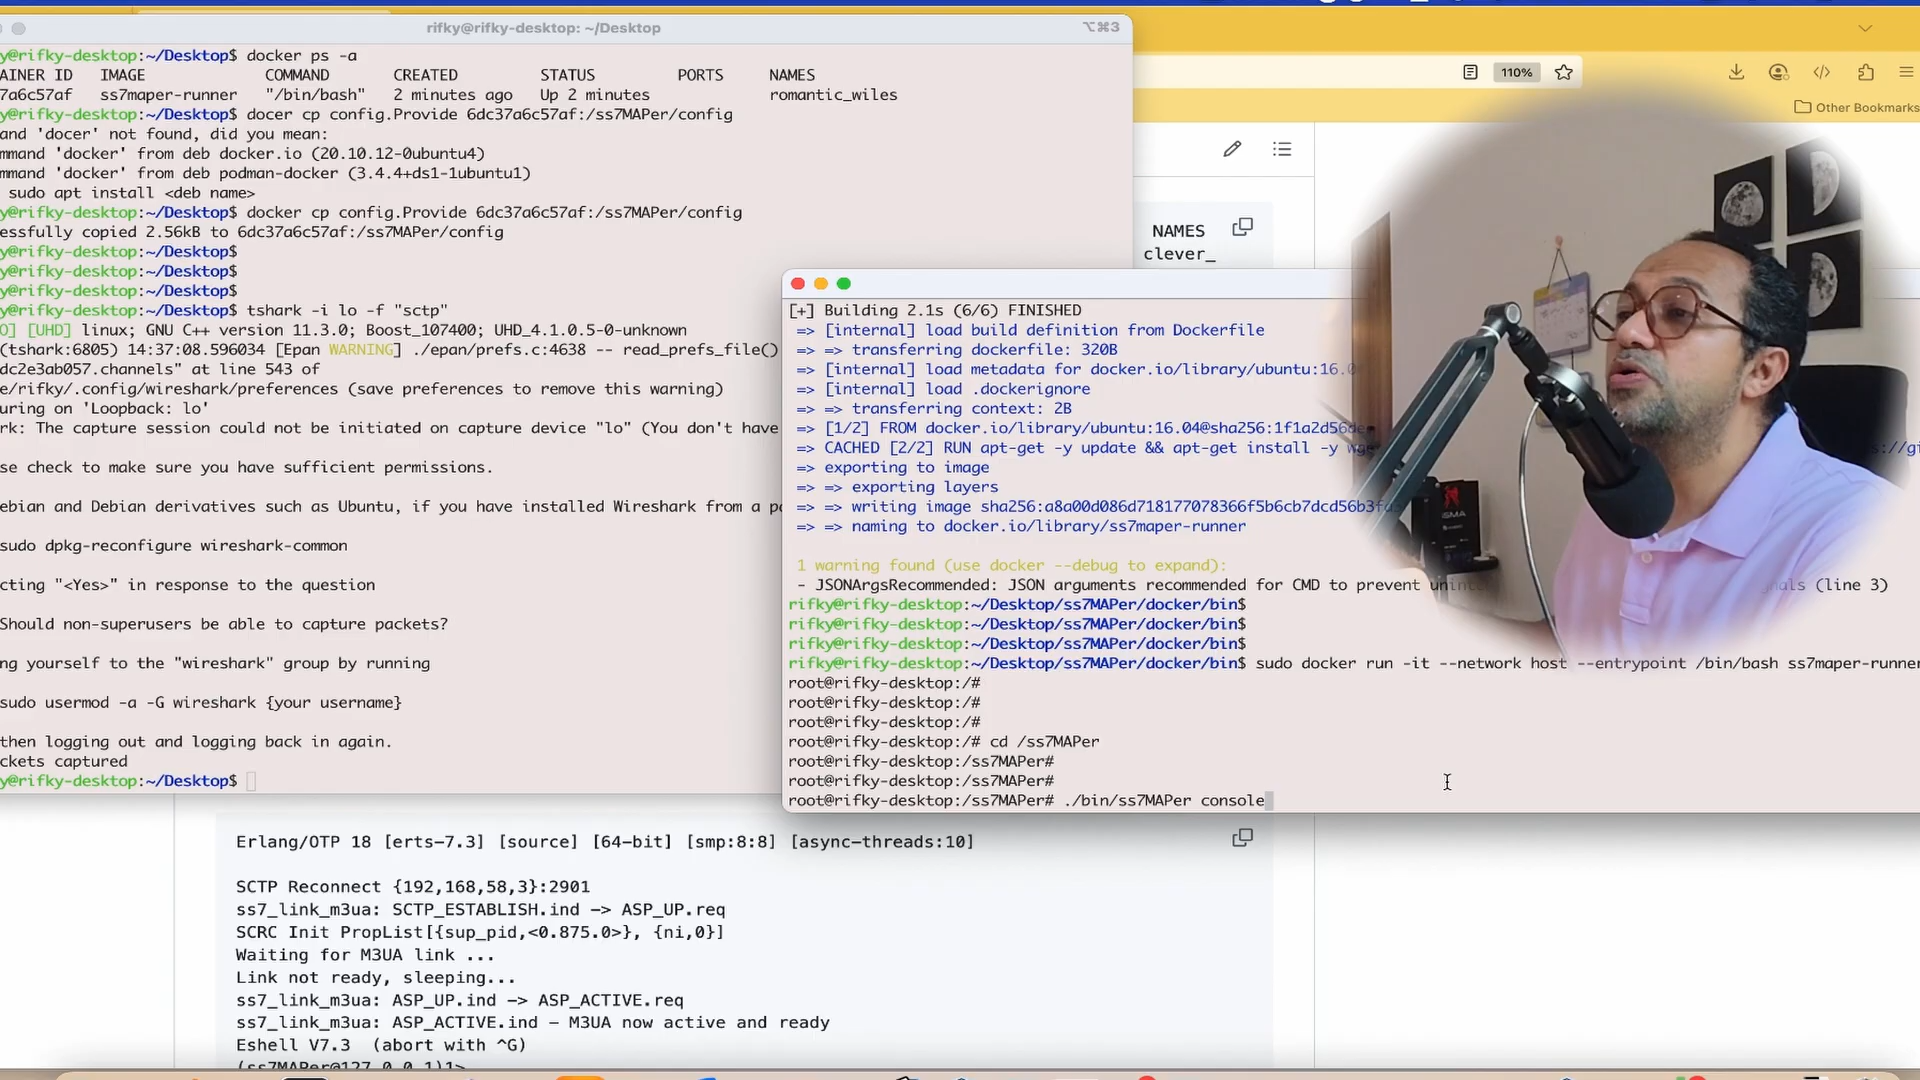 rifky@rifky-desktop: ~/Desktop
⌥⌘3
y@rifky-desktop:~/Desktop$ docker ps -a
AINER ID IMAGE COMMAND CREATED STATUS PORTS NAMES
7a6c57af ss7maper-runner "/bin/bash" 2 minutes ago Up 2 minutes romantic_wiles
y@rifky-desktop:~/Desktop$ docer cp config.Provide 6dc37a6c57af:/ss7MAPer/config
and 'docer' not found, did you mean:
mmand 'docker' from deb docker.io (20.10.12-0ubuntu4)
mmand 'docker' from deb podman-docker (3.4.4+ds1-1ubuntu1)
sudo apt install <deb name>
y@rifky-desktop:~/Desktop$ docker cp config.Provide 6dc37a6c57af:/ss7MAPer/config
essfully copied 2.56kB to 6dc37a6c57af:/ss7MAPer/config
y@rifky-desktop:~/Desktop$
y@rifky-desktop:~/Desktop$
y@rifky-desktop:~/Desktop$
y@rifky-desktop:~/Desktop$ tshark -i lo -f "sctp"
O] [UHD] linux; GNU C++ version 11.3.0; Boost_107400; UHD_4.1.0.5-0-unknown
(tshark:6805) 14:37:08.596034 [Epan WARNING] ./epan/prefs.c:4638 -- read_prefs_file()
dc2e3ab057.channels" at line 543 of
e/rifky/.config/wireshark/preferences (save preferences to remove this warning)
uring on 'Loopback: lo'
rk: The capture session could not be initiated on capture device "lo" (You don't have
se check to make sure you have sufficient permissions.
ebian and Debian derivatives such as Ubuntu, if you have installed Wireshark from a pa
sudo dpkg-reconfigure wireshark-common
cting "<Yes>" in response to the question
Should non-superusers be able to capture packets?
ng yourself to the "wireshark" group by running
sudo usermod -a -G wireshark {your username}
then logging out and logging back in again.
ckets captured
y@rifky-desktop:~/Desktop$
110%
Other Bookmarks
NAMES
clever_
[+] Building 2.1s (6/6) FINISHED
=> [internal] load build definition from Dockerfile
=> => transferring dockerfile: 320B
=> [internal] load metadata for docker.io/library/ubuntu:16.0
=> [internal] load .dockerignore
=> => transferring context: 2B
=> [1/2] FROM docker.io/library/ubuntu:16.04@sha256:1f1a2d56de
=> CACHED [2/2] RUN apt-get -y update && apt-get install -y wge s://gi
=> exporting to image
=> => exporting layers
=> => writing image sha256:a8a00d086d718177078366f5b6cb7dcd56b3fa3
=> => naming to docker.io/library/ss7maper-runner
1 warning found (use docker --debug to expand):
- JSONArgsRecommended: JSON arguments recommended for CMD to prevent unint nals (line 3)
rifky@rifky-desktop:~/Desktop/ss7MAPer/docker/bin$
rifky@rifky-desktop:~/Desktop/ss7MAPer/docker/bin$
rifky@rifky-desktop:~/Desktop/ss7MAPer/docker/bin$
rifky@rifky-desktop:~/Desktop/ss7MAPer/docker/bin$ sudo docker run -it --network host --entrypoint /bin/bash ss7maper-runner
root@rifky-desktop:/#
root@rifky-desktop:/#
root@rifky-desktop:/#
root@rifky-desktop:/# cd /ss7MAPer
root@rifky-desktop:/ss7MAPer#
root@rifky-desktop:/ss7MAPer#
root@rifky-desktop:/ss7MAPer# ./bin/ss7MAPer console
Erlang/OTP 18 [erts-7.3] [source] [64-bit] [smp:8:8] [async-threads:10]
SCTP Reconnect {192,168,58,3}:2901
ss7_link_m3ua: SCTP_ESTABLISH.ind -> ASP_UP.req
SCRC Init PropList[{sup_pid,<0.875.0>}, {ni,0}]
Waiting for M3UA link ...
Link not ready, sleeping...
ss7_link_m3ua: ASP_UP.ind -> ASP_ACTIVE.req
ss7_link_m3ua: ASP_ACTIVE.ind – M3UA now active and ready
Eshell V7.3 (abort with ^G)
(ss7MAPer@127.0.0.1)1>